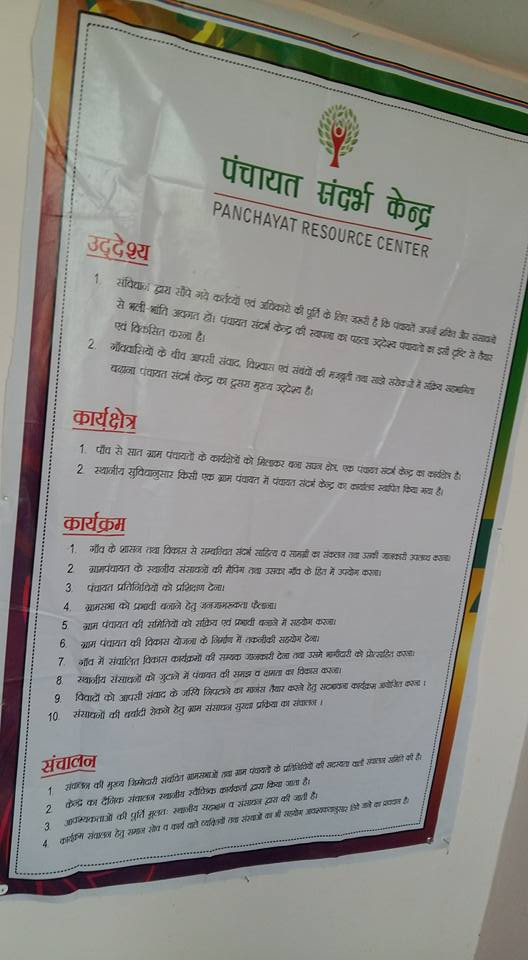 पंचायत संदर्भ केन्द्र
PANCHAYAT RESOURCE CENTER
उद्देश्य
1. संविधान द्वारा सौंपे गये कर्तव्यों एवं अधिकारों की पूर्ति के लिए जरूरी है कि पंचायतें अपनी शक्ति और संसाधनों
से भली-भांति अवगत हों। पंचायत संदर्भ केन्द्र की स्थापना का पहला उद्देश्य पंचायतों का इसी दृष्टि से तैयार
एवं विकसित करना है।
2. गाँववासियों के बीच आपसी संवाद, विश्वास एवं संबंधों की मजबूती तथा साझे सरोकारों में सक्रिय सहभागिता
बढ़ाना पंचायत संदर्भ केन्द्र का दूसरा मुख्य उद्देश्य है।
कार्यक्षेत्र
1. पाँच से सात ग्राम पंचायतों के कार्यक्षेत्रों को मिलाकर बना सघन क्षेत्र, एक पंचायत संदर्भ केन्द्र का कार्यक्षेत्र है।
2. स्थानीय सुविधानुसार किसी एक ग्राम पंचायत में पंचायत संदर्भ केन्द्र का कार्यालय स्थापित किया गया है।
कार्यक्रम
1. गाँव के शासन तथा विकास से सम्बन्धित संदर्भ साहित्य व सामग्री का संकलन तथा उसकी जानकारी उपलब्ध कराना।
2. ग्रामपंचायत के स्थानीय संसाधनों की मैपिंग तथा उसका गाँव के हित में उपयोग करना।
3. पंचायत प्रतिनिधियों को प्रशिक्षण देना।
4. ग्रामसभा को प्रभावी बनाने हेतु जनजागरूकता फैलाना।
5. ग्राम पंचायत की समितियों को सक्रिय एवं प्रभावी बनाने में सहयोग करना।
6. ग्राम पंचायत की विकास योजना के निर्माण में तकनीकी सहयोग देना।
7. गाँव में संचालित विकास कार्यक्रमों की सम्यक जानकारी देना तथा उसमें भागीदारी को प्रोत्साहित करना।
8. स्थानीय संसाधनों को जुटाने में पंचायत की समझ व क्षमता का विकास करना।
9. विवादों को आपसी संवाद के जरिये निपटाने का मानस तैयार करने हेतु सद्भावना कार्यक्रम आयोजित करना।
10. संसाधनों की बर्बादी रोकने हेतु ग्राम संसाधन सुरक्षा प्रक्रिया का संचालन।
संचालन
1. संचालन की मुख्य जिम्मेदारी संबंधित ग्रामसभाओं तथा ग्राम पंचायतों के प्रतिनिधियों की सदस्यता वाली संचालन समिति की है।
2. केन्द्र का दैनिक संचालन स्थानीय स्वैच्छिक कार्यकर्ता द्वारा किया जाता है।
3. आवश्यकताओं की पूर्ति मूलतः स्थानीय सहभाग व संसाधन द्वारा की जाती है।
4. कार्यक्रम संचालन हेतु समान सोच व कार्य वाले व्यक्तियों तथा संस्थाओं का भी सहयोग आवश्यकतानुसार लिये जाने का प्रावधान है।